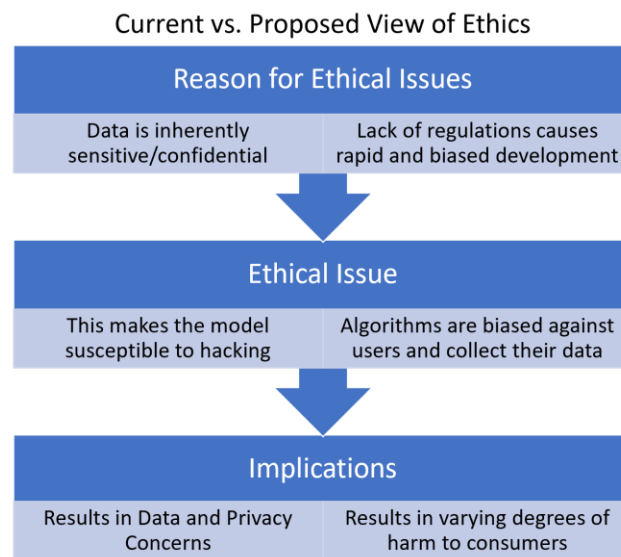 Current vs. Proposed View of Ethics
Reason for Ethical Issues
Data is inherently
sensitive/confidential
Lack of regulations causes
rapid and biased development
Ethical Issue
This makes the model
susceptible to hacking
Algorithms are biased against
users and collect their data
Implications
Results in Data and Privacy
Concerns
Results in varying degrees of
harm to consumers